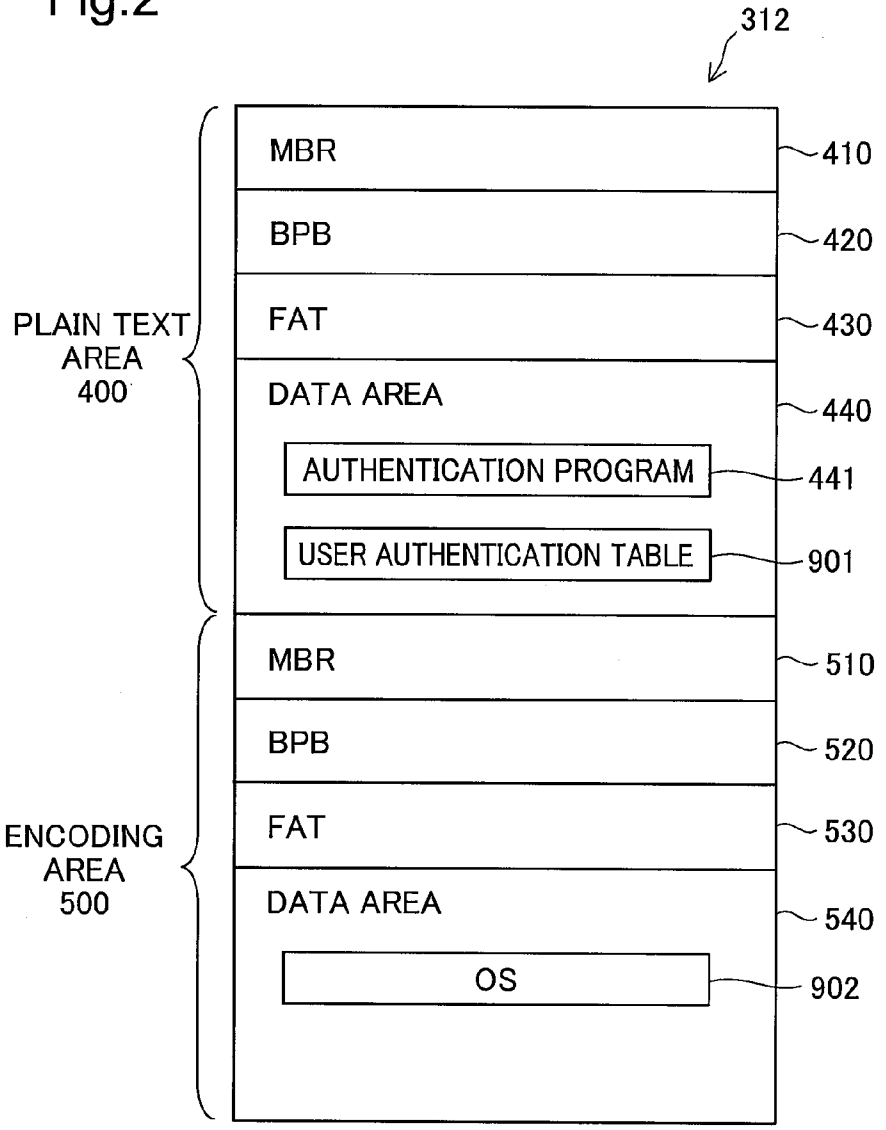 Fig.2
312
MBR
410
BPB
420
FAT
430
PLAIN TEXT
AREA
400
DATA AREA
440
AUTHENTICATION PROGRAM
441
USER AUTHENTICATION TABLE
901
MBR
510
BPB
520
FAT
530
ENCODING
AREA
500
DATA AREA
540
OS
902